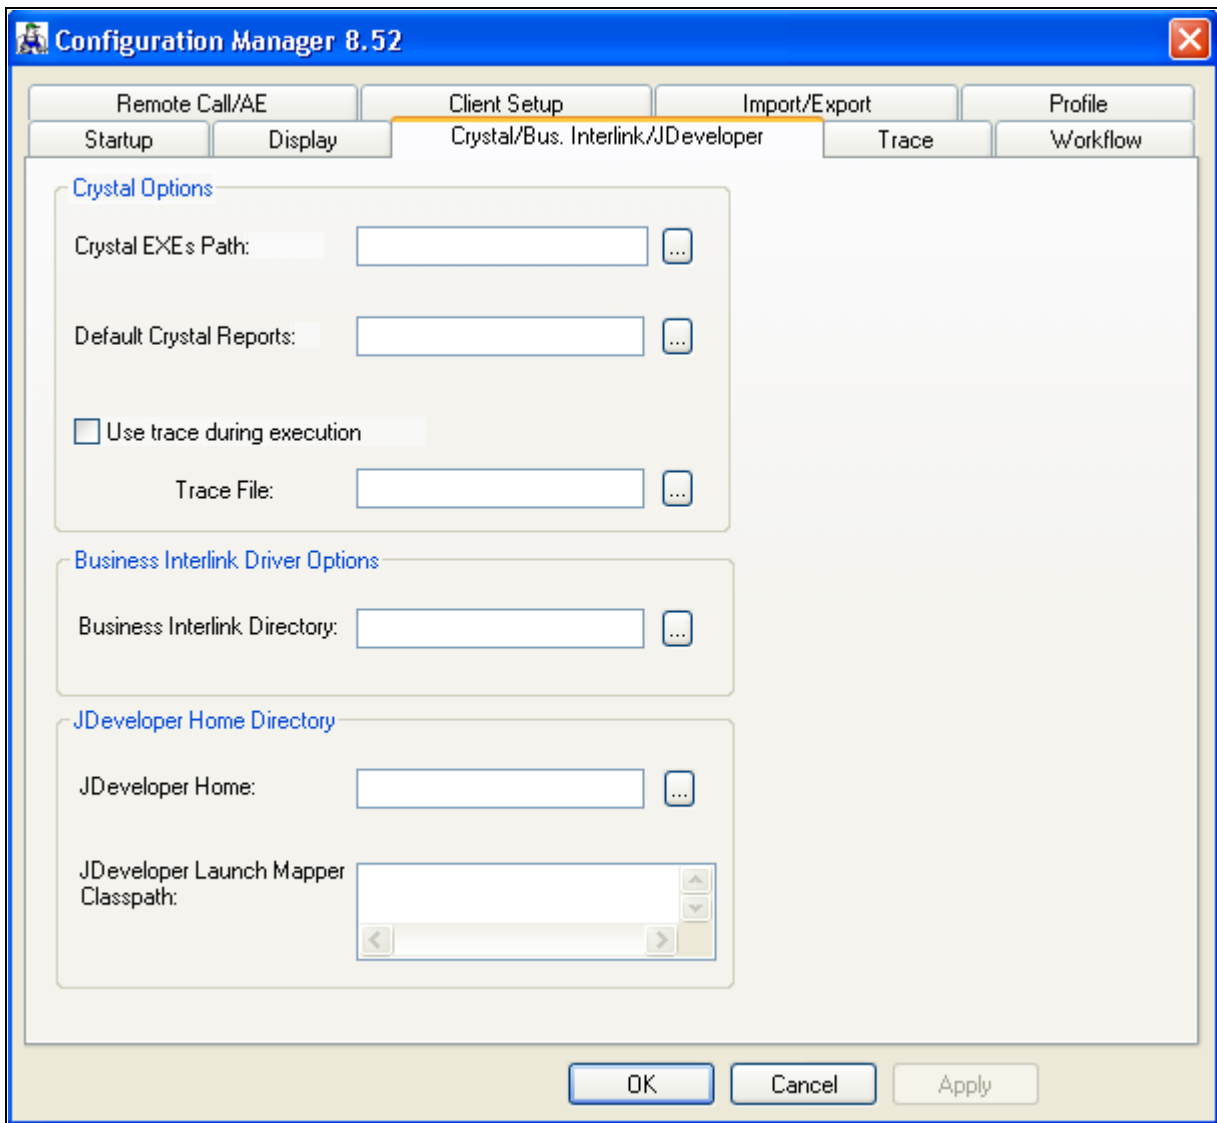 Configuration Manager 8.52
Remote Call/AE
Client Setup
Import/Export
Profile
Startup
Display
Crystal/Bus. Interlink/JDeveloper
Trace
Workflow
Crystal Options
Crystal EXEs Path:
...
Default Crystal Reports:
...
Use trace during execution
Trace File:
...
Business Interlink Driver Options
Business Interlink Directory:
...
JDeveloper Home Directory
JDeveloper Home:
...
JDeveloper Launch Mapper
Classpath:
OK
Cancel
Apply